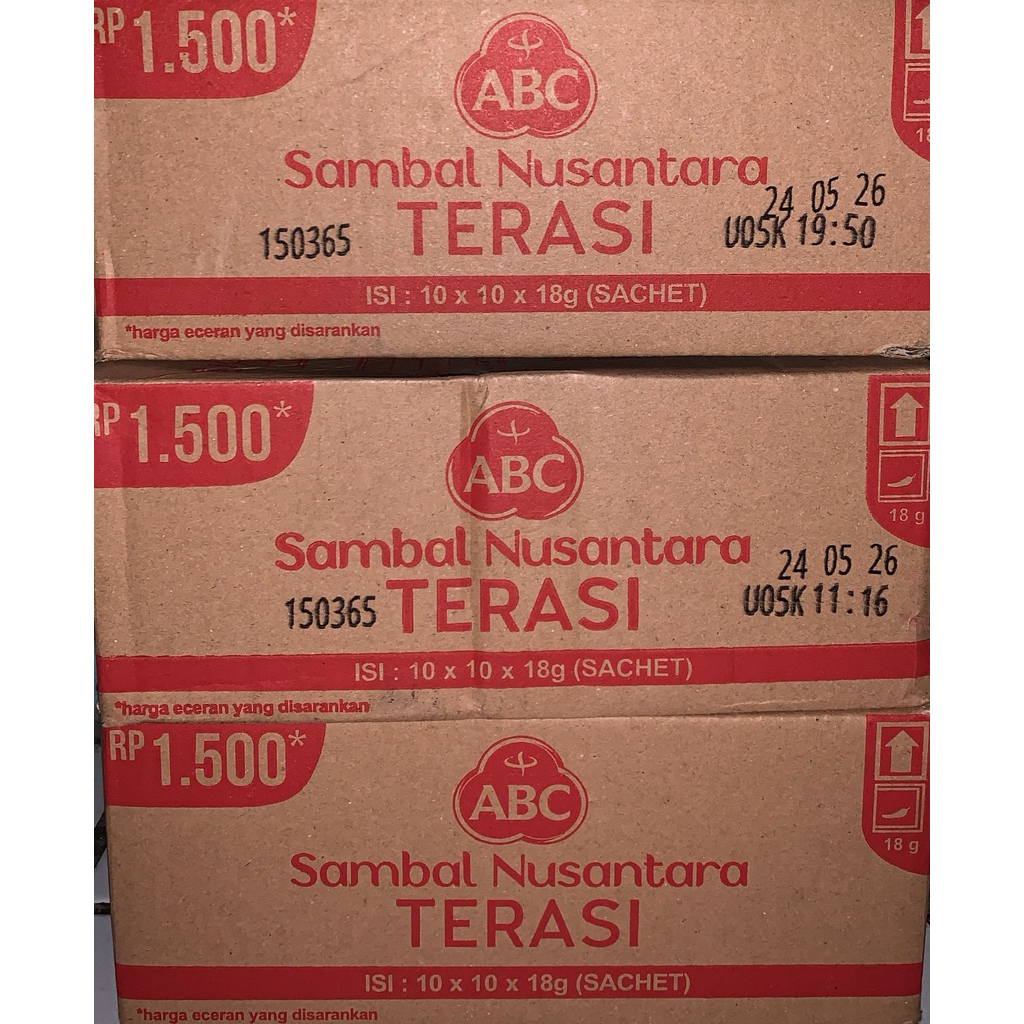 RP 1.500*
ABC
Sambal Nusantara
TERASI
150365
24 05 26
U05K 19:50
ISI : 10 x 10 x 18g (SACHET)
*harga eceran yang disarankan
RP 1.500*
ABC
18 g
Sambal Nusantara
TERASI
150365
24 05 26
U05K 11:16
ISI : 10 x 10 x 18g (SACHET)
*harga eceran yang disarankan
RP 1.500*
ABC
18 g
Sambal Nusantara
TERASI
ISI : 10 x 10 x 18g (SACHET)
*harga eceran yang disarankan